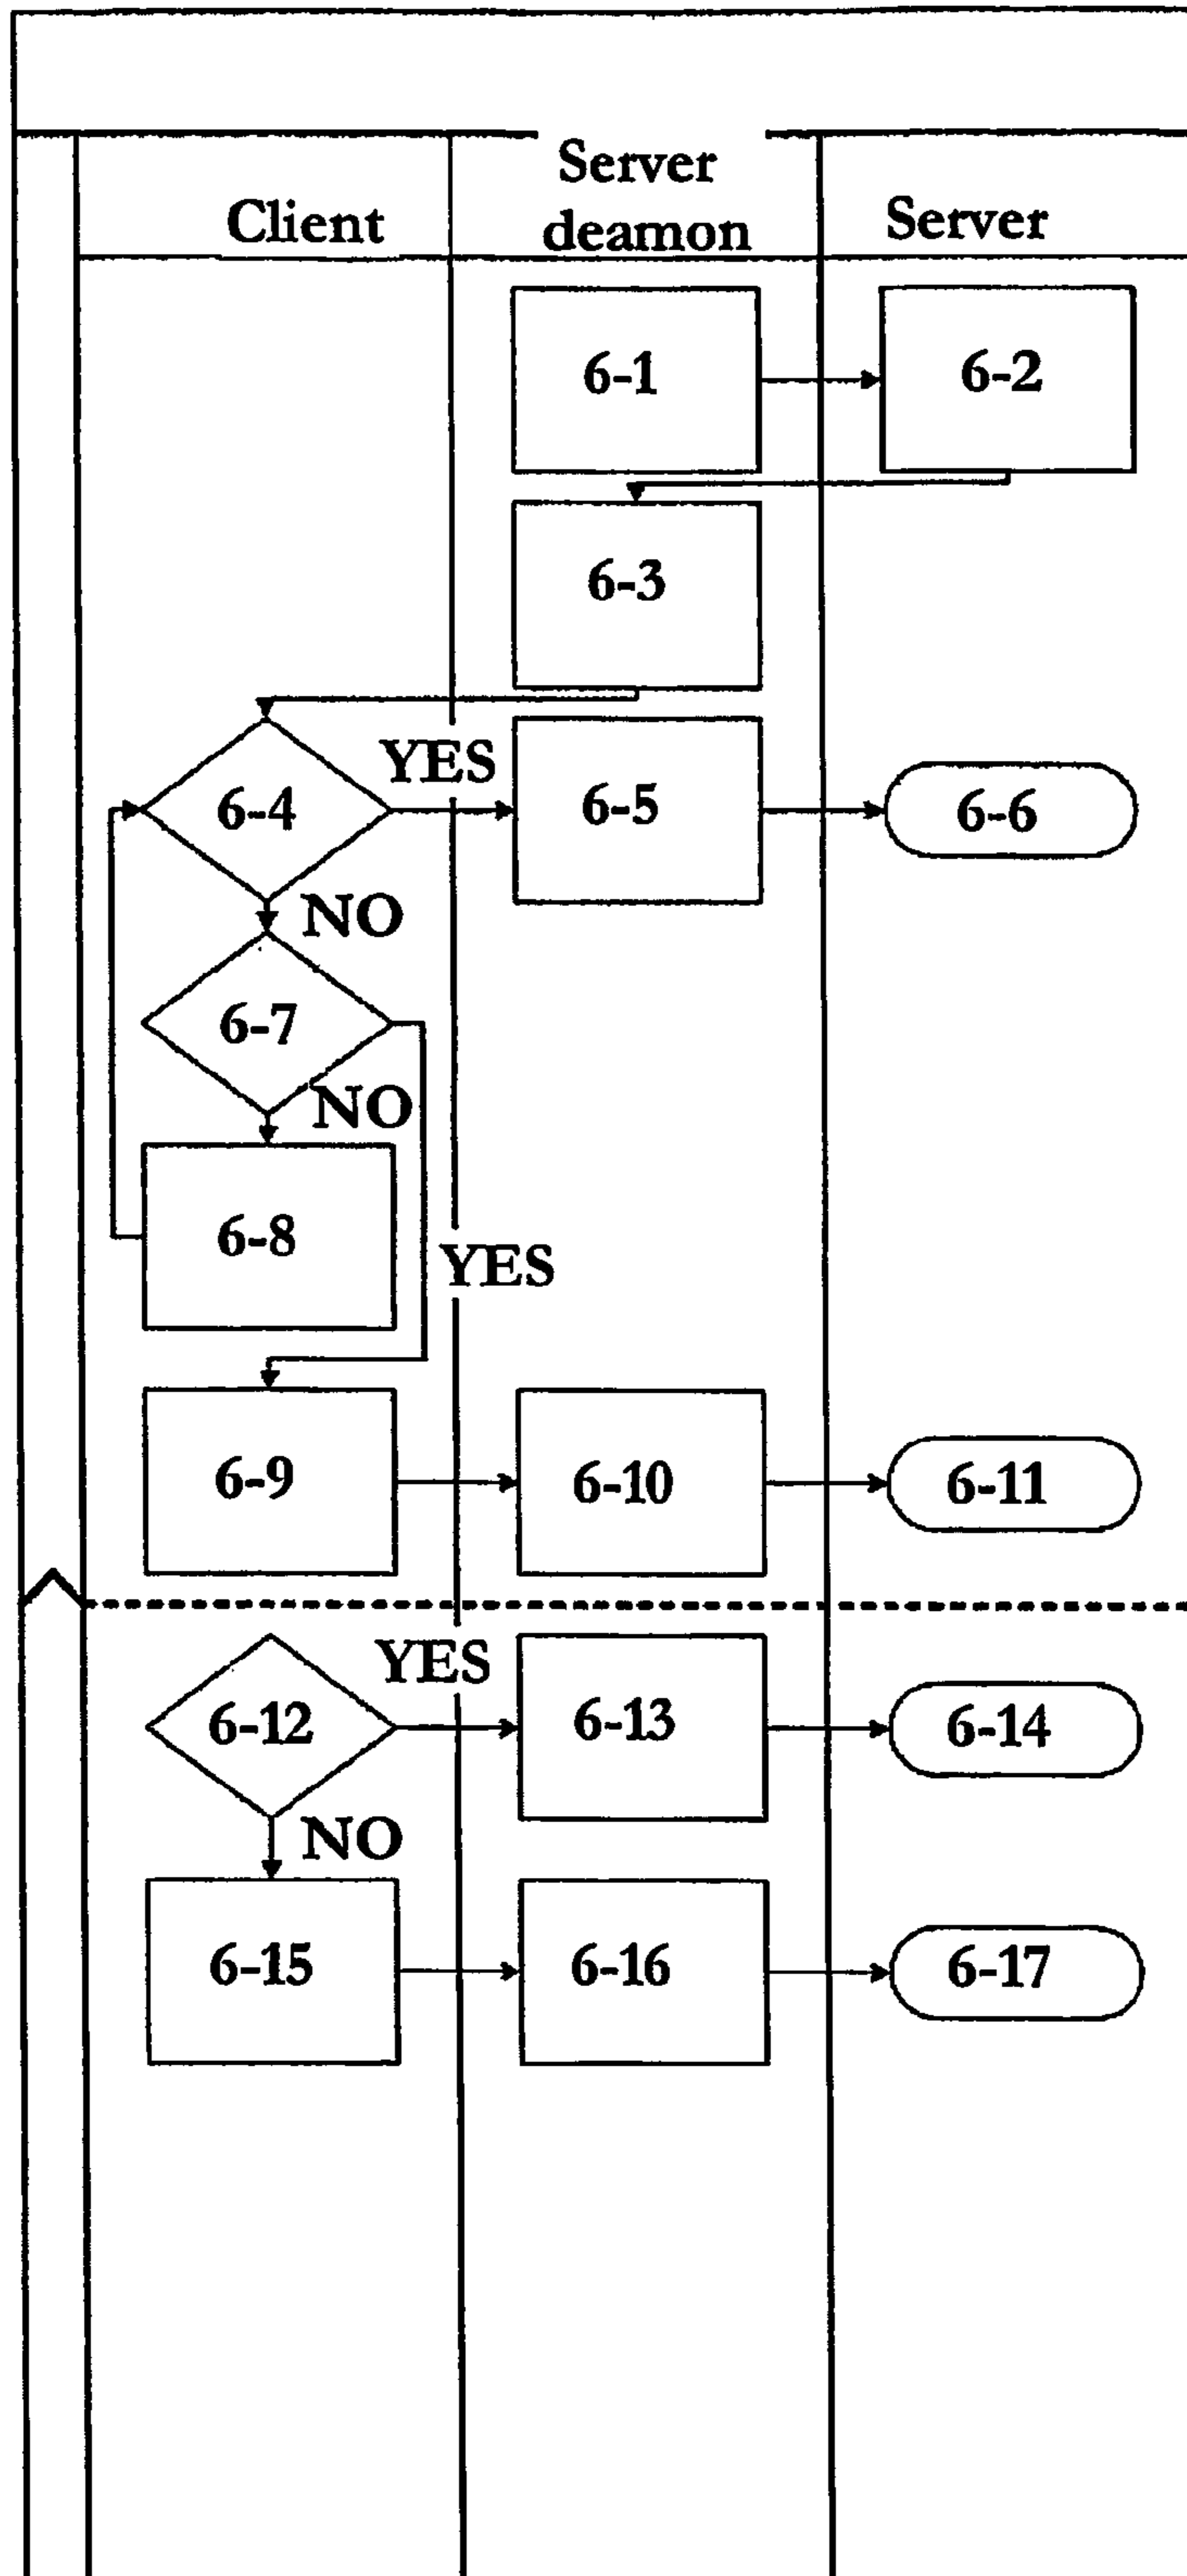 Client
Server
deamon
Server
6-1
6-2
6-3
6-4
YES
6-5
6-6
NO
6-7
NO
6-8
YES
6-9
6-10
6-11
6-12
YES
6-13
6-14
NO
6-15
6-16
6-17